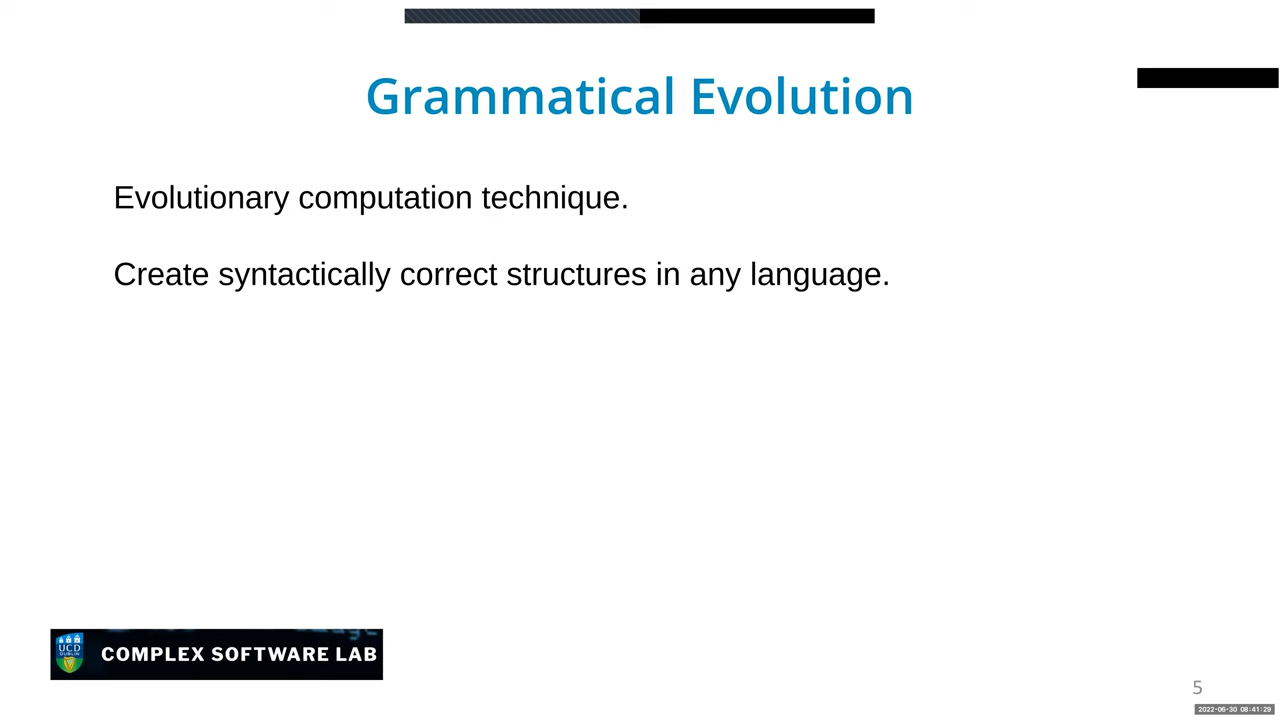 Grammatical Evolution
Evolutionary computation technique.
Create syntactically correct structures in any language.
UCD
DUBLIN
COMPLEX SOFTWARE LAB
5
2022-06-30 08:41:29